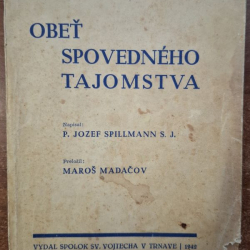 OBEŤ
SPOVEDNÉHO
TAJOMSTVA
Napísal:
P. JOZEF SPILLMANN S. J.
Preložil:
MAROŠ MADAČOV
VYDAL SPOLOK SV. VOJTECHA V TRNAVE